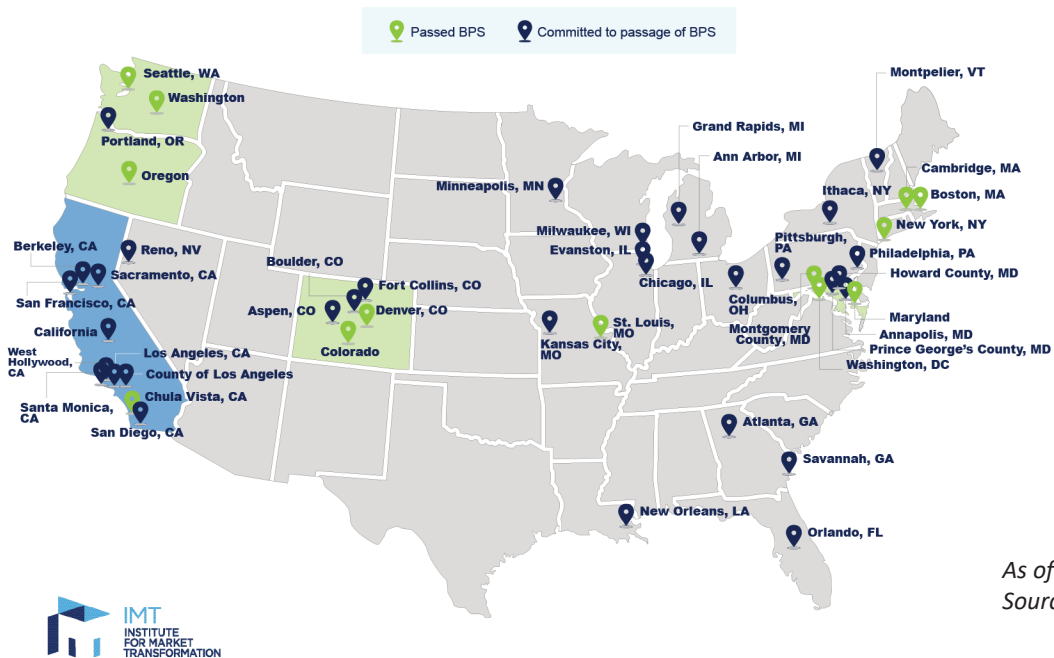 Passed BPS
Committed to passage of BPS
Seattle, WA
Washington
Portland, OR
Oregon
Berkeley, CA
Reno, NV
Sacramento, CA
San Francisco, CA
California
West
Hollywood,
CA
Los Angeles, CA
County of Los Angeles
Santa Monica,
CA
Chula Vista, CA
San Diego, CA
Boulder, CO
Fort Collins, CO
Aspen, CO
Denver, CO
Colorado
Minneapolis, MN
Milwaukee, WI
Evanston, IL
Chicago, IL
Grand Rapids, MI
Ann Arbor, MI
Kansas City,
MO
St. Louis,
MO
Columbus,
OH
Pittsburgh,
PA
Montpelier, VT
Cambridge, MA
Boston, MA
Ithaca, NY
New York, NY
Philadelphia, PA
Howard County, MD
Maryland
Annapolis, MD
Prince George's County, MD
Washington, DC
Montgomery
County, MD
Atlanta, GA
Savannah, GA
New Orleans, LA
Orlando, FL
As of
Sourc
IMT
INSTITUTE
FOR MARKET
TRANSFORMATION